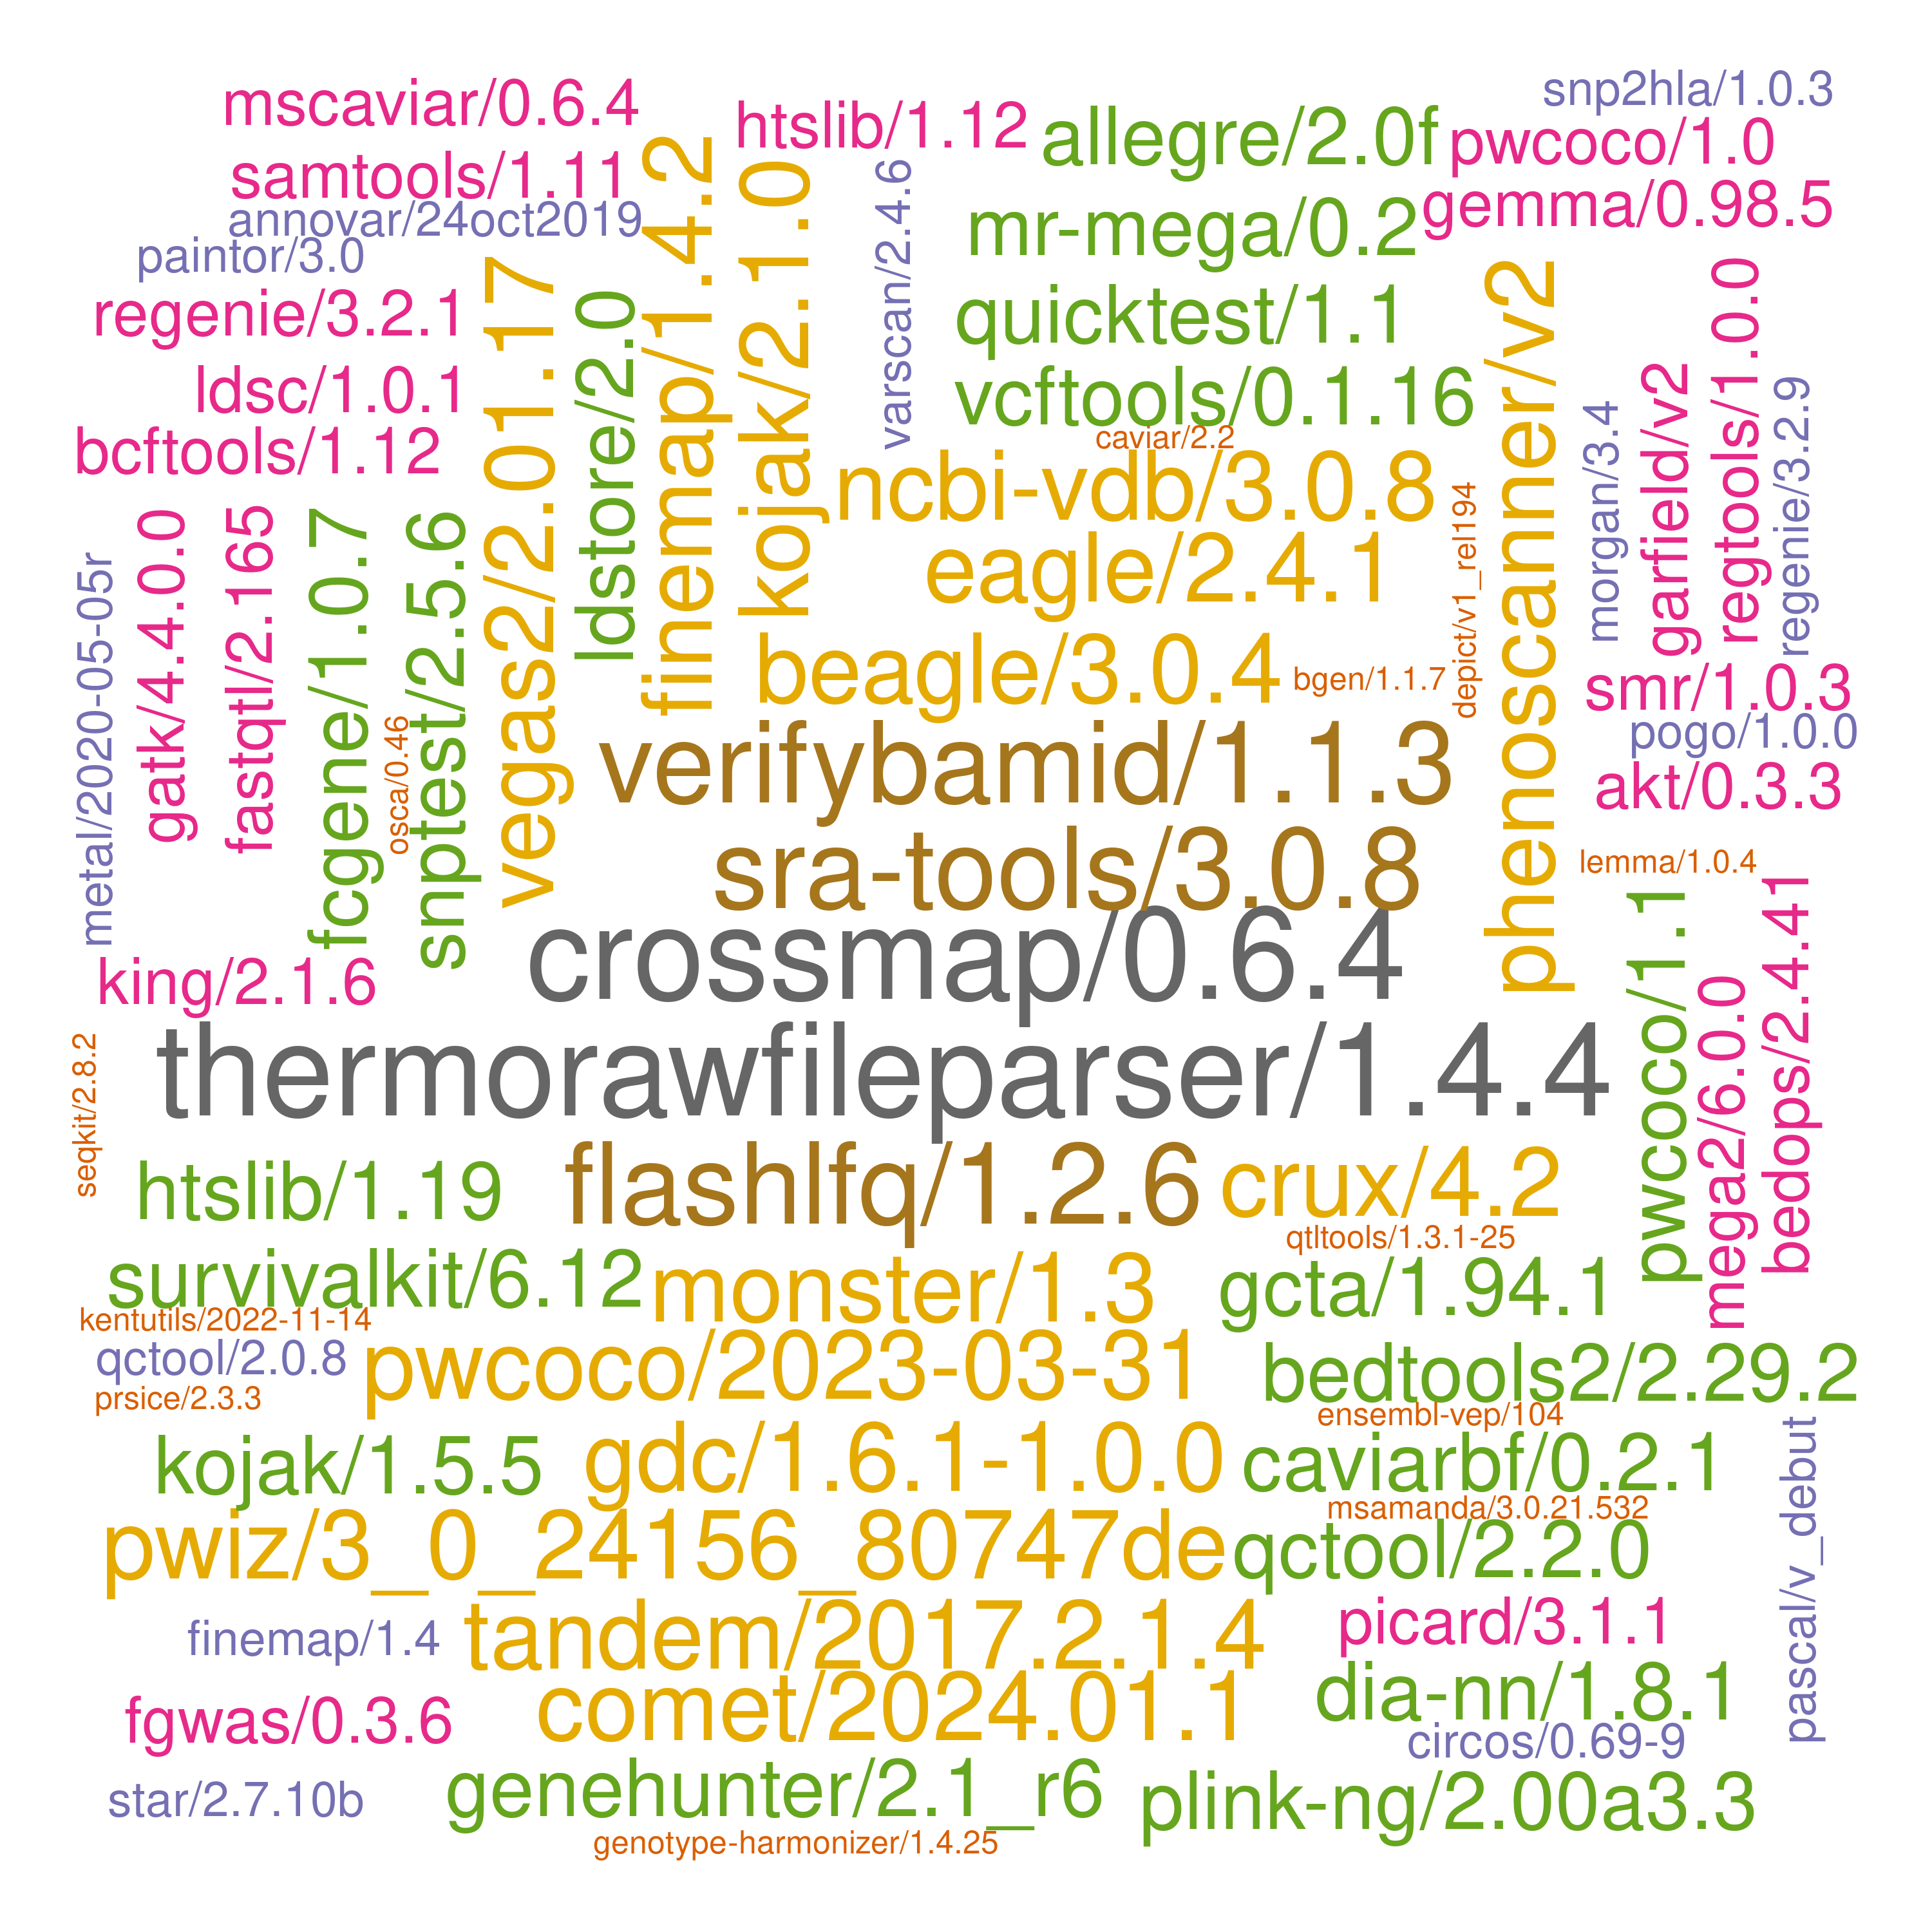 snp2hla/1.0.3
mscaviar/0.6.4
htslib/1.12
allegre/2.0f
pwcoco/1.0
samtools/1.11
gemma/0.98.5
annovar/24oct2019
mr-mega/0.2
paintor/3.0
finemap/1.4.2
kojak/2.1.0
varscan/2.4.6
regenie/3.2.1
vegas2/2.01.17
ldstore/2.0
quicktest/1.1
phenoscanner/v2
regtools/1.0.0
ldsc/1.0.1
vcftools/0.1.16
garfield/v2
morgan/3.4
regenie/3.2.9
caviar/2.2
bcftools/1.12
ncbi-vdb/3.0.8
depict/v1_rel194
metal/2020-05-05r
gatk/4.4.0.0
fastqtl/2.165
fcgene/1.0.7
snptest/2.5.6
eagle/2.4.1
beagle/3.0.4
bgen/1.1.7
smr/1.0.3
pogo/1.0.0
osca/0.46
verifybamid/1.1.3
akt/0.3.3
sra-tools/3.0.8
lemma/1.0.4
crossmap/0.6.4
king/2.1.6
pwcoco/1.1
mega2/6.0.0
bedops/2.4.41
seqkit/2.8.2
thermorawfileparser/1.4.4
htslib/1.19
flashlfq/1.2.6
crux/4.2
qtltools/1.3.1-25
survivalkit/6.12
monster/1.3
gcta/1.94.1
kentutils/2022-11-14
qctool/2.0.8
pwcoco/2023-03-31
bedtools2/2.29.2
prsice/2.3.3
ensembl-vep/104
kojak/1.5.5
gdc/1.6.1-1.0.0
caviarbf/0.2.1
msamanda/3.0.21.532
pascal/v_debut
pwiz/3_0_24156_80747de
qctool/2.2.0
finemap/1.4
tandem/2017.2.1.4
picard/3.1.1
fgwas/0.3.6
comet/2024.01.1
dia-nn/1.8.1
circos/0.69-9
star/2.7.10b
genehunter/2.1_r6
plink-ng/2.00a3.3
genotype-harmonizer/1.4.25